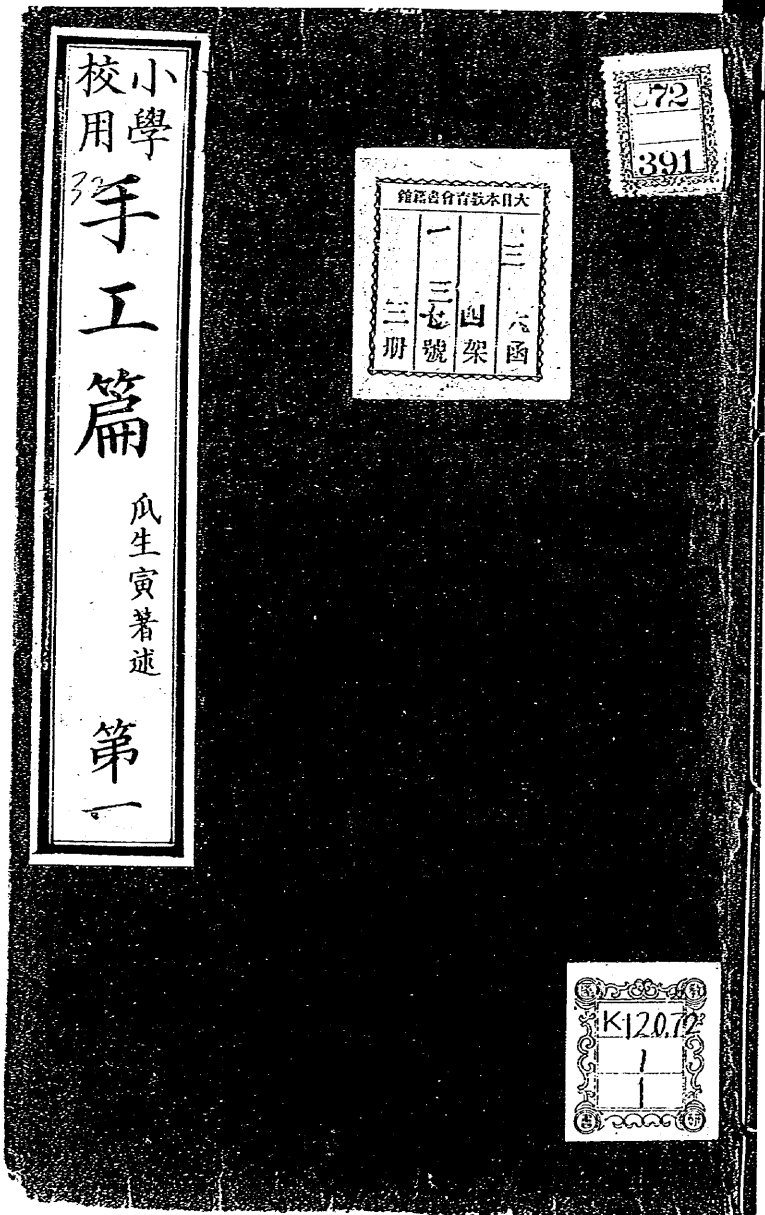 小學
校用
手工篇
瓜生寅著述
第一
大日本教育會書籍館
三六函
四架
一三七號
三册
72
391
K120.72
1
1